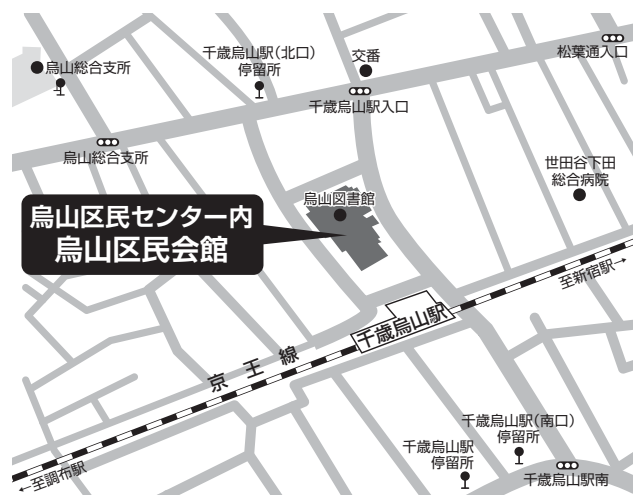 松葉通入口
千歳烏山駅(北口)
停留所
交番
烏山総合支所
千歳烏山駅入口
烏山総合支所
世田谷下田
総合病院
烏山図書館
烏山区民センター内
烏山区民会館
至新宿駅→
千歳烏山駅
京王線
千歳烏山駅(南口)
停留所
千歳烏山駅
停留所
←至調布駅
千歳烏山駅南